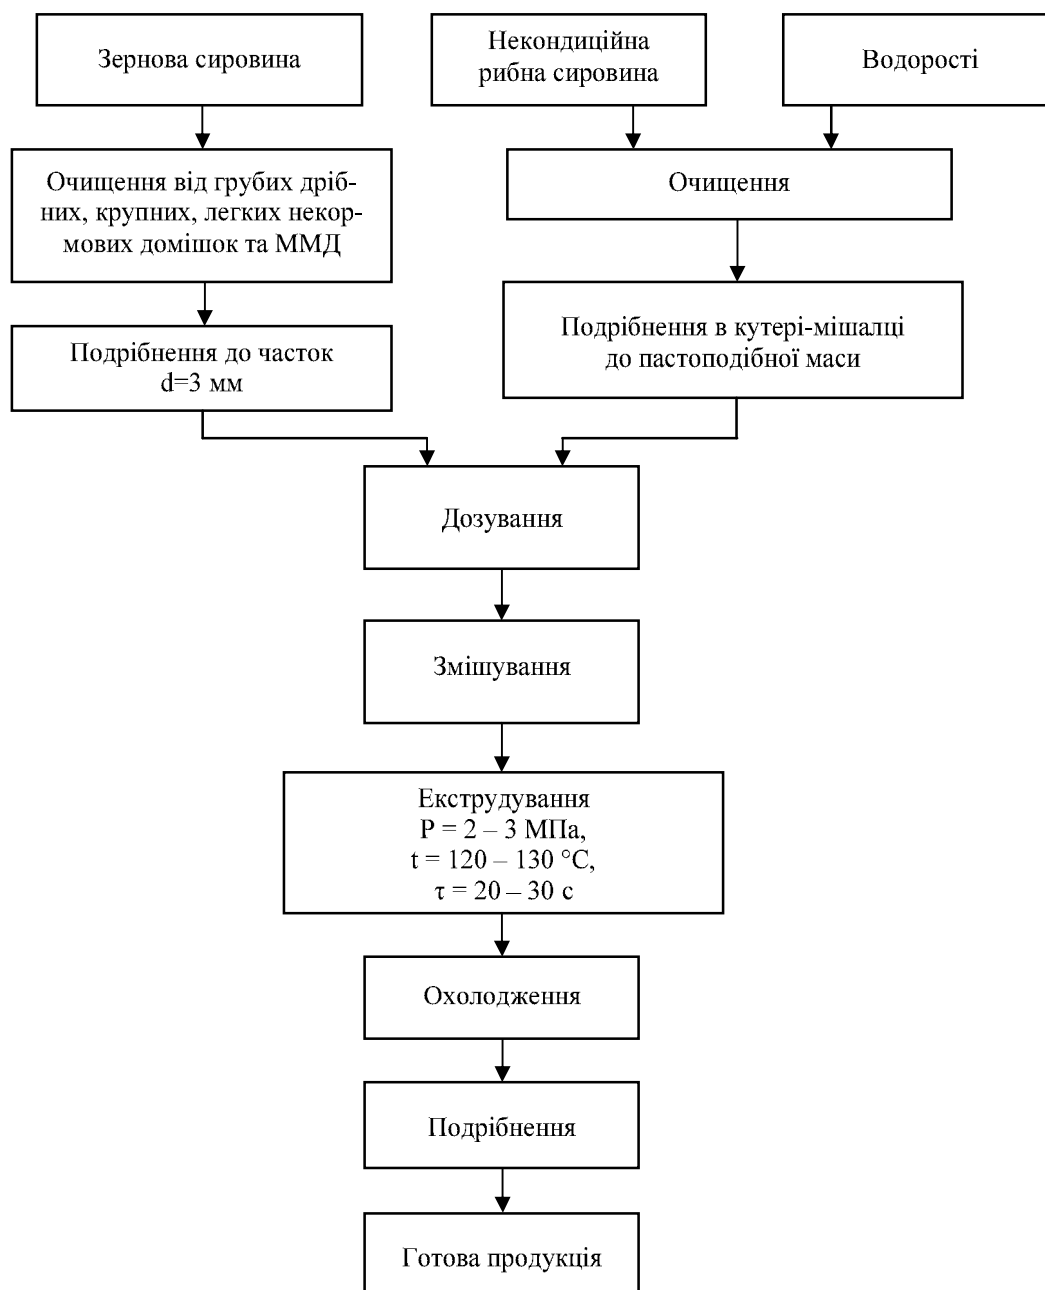 Зернова сировина
Некондиційна
рибна сировина
Водорості
Очищення від грубих дріб-
них, крупних, легких некор-
мових домішок та ММД
Очищення
Подрібнення до часток
d=3 мм
Подрібнення в кутері-мішалці
до пастоподібної маси
Дозування
Змішування
Екструдування
Р = 2 – 3 МПа,
t = 120 – 130 °С,
τ = 20 – 30 с
Охолодження
Подрібнення
Готова продукція